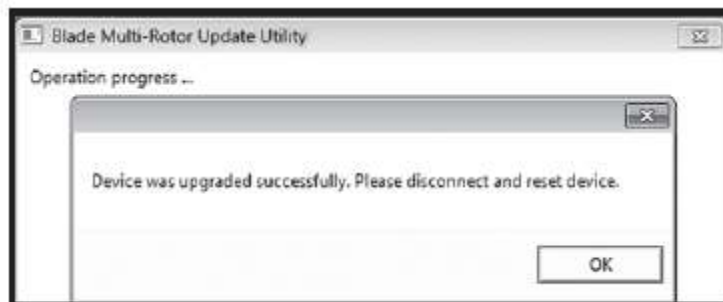 Blade Multi-Rotor Update Utility
Operation progress ...
Device was upgraded successfully. Please disconnect and reset device.
OK